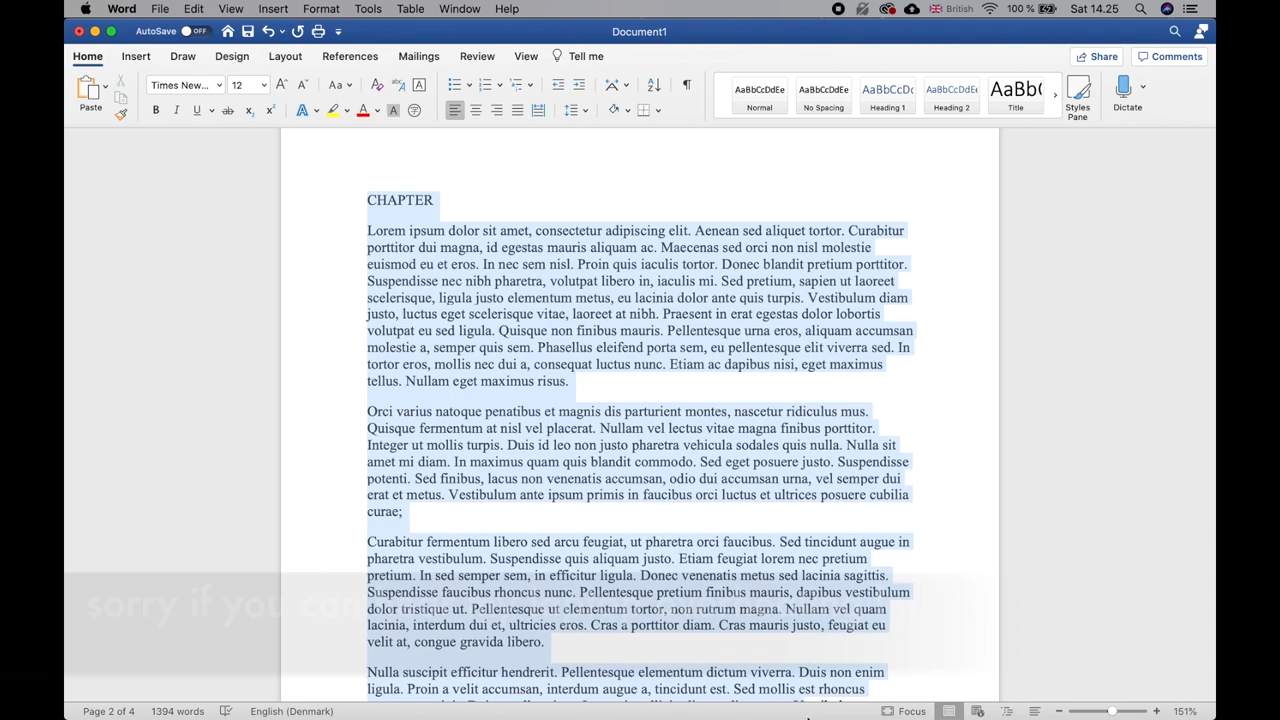 Word File Edit View Insert Format Tools Table Window Help British 100 % Sat 14.25
AutoSave OFF Document1
Home Insert Draw Design Layout References Mailings Review View Tell me Share Comments
Paste Times New... 12 Aa A AaBbCcDdEe AaBbCcDdEe AaBbCcDc AaBbCcDdEe AaBb( Styles Pane Dictate
B I U ab x2 x2 A A A Normal No Spacing Heading 1 Heading 2 Title
CHAPTER
Lorem ipsum dolor sit amet, consectetur adipiscing elit. Aenean sed aliquet tortor. Curabitur
porttitor dui magna, id egestas mauris aliquam ac. Maecenas sed orci non nisl molestie
euismod eu et eros. In nec sem nisl. Proin quis iaculis tortor. Donec blandit pretium porttitor.
Suspendisse nec nibh pharetra, volutpat libero in, iaculis mi. Sed pretium, sapien ut laoreet
scelerisque, ligula justo elementum metus, eu lacinia dolor ante quis turpis. Vestibulum diam
justo, luctus eget scelerisque vitae, laoreet at nibh. Praesent in erat egestas dolor lobortis
volutpat eu sed ligula. Quisque non finibus mauris. Pellentesque urna eros, aliquam accumsan
molestie a, semper quis sem. Phasellus eleifend porta sem, eu pellentesque elit viverra sed. In
tortor eros, mollis nec dui a, consequat luctus nunc. Etiam ac dapibus nisi, eget maximus
tellus. Nullam eget maximus risus.
Orci varius natoque penatibus et magnis dis parturient montes, nascetur ridiculus mus.
Quisque fermentum at nisl vel placerat. Nullam vel lectus vitae magna finibus porttitor.
Integer ut mollis turpis. Duis id leo non justo pharetra vehicula sodales quis nulla. Nulla sit
amet mi diam. In maximus quam quis blandit commodo. Sed eget posuere justo. Suspendisse
potenti. Sed finibus, lacus non venenatis accumsan, odio dui accumsan urna, vel semper dui
erat et metus. Vestibulum ante ipsum primis in faucibus orci luctus et ultrices posuere cubilia
curae;
Curabitur fermentum libero sed arcu feugiat, ut pharetra orci faucibus. Sed tincidunt augue in
pharetra vestibulum. Suspendisse quis aliquam justo. Etiam feugiat lorem nec pretium
pretium. In sed semper sem, in efficitur ligula. Donec venenatis metus sed lacinia sagittis.
Suspendisse faucibus rhoncus nunc. Pellentesque pretium finibus mauris, dapibus vestibulum
sorry if you can
dolor tristique ut. Pellentesque ut elementum tortor, non rutrum magna. Nullam vel quam
lacinia, interdum dui et, ultricies eros. Cras a porttitor diam. Cras mauris justo, feugiat eu
velit at, congue gravida libero.
Nulla suscipit efficitur hendrerit. Pellentesque elementum dictum viverra. Duis non enim
ligula. Proin a velit accumsan, interdum augue a, tincidunt est. Sed mollis est rhoncus
Page 2 of 4 1394 words English (Denmark) Focus 151%